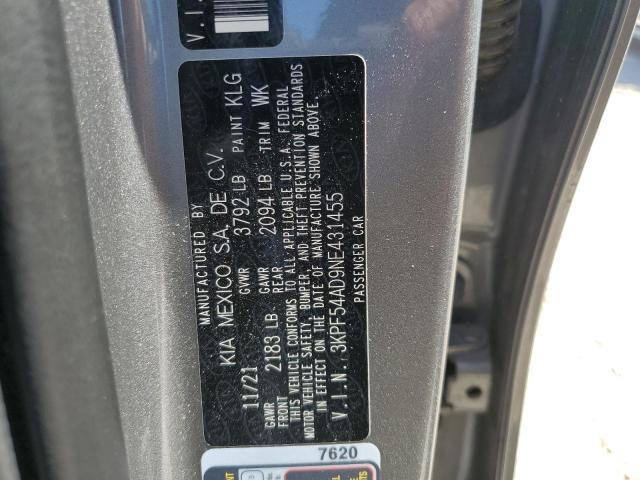 V.I.
MANUFACTURED BY
KIA MEXICO S.A. DE C.V.
11/21 GVWR 3792 LB PAINT KLG
GAWR FRONT 2183 LB GAWR REAR 2094 LB TRIM WK
THIS VEHICLE CONFORMS TO ALL APPLICABLE U.S.A. FEDERAL
MOTOR VEHICLE SAFETY, BUMPER, AND THEFT PREVENTION STANDARDS
IN EFFECT ON THE DATE OF MANUFACTURE SHOWN ABOVE.
V.I.N. :3KPF54AD9NE431455
PASSENGER CAR
7620